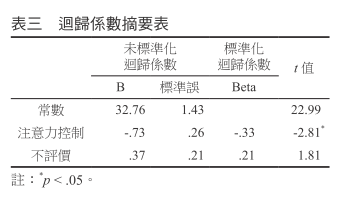 表三　迴歸係數摘要表
未標準化 標準化
迴歸係數 迴歸係數 t 值
B 標準誤 Beta
常數 32.76 1.43 22.99
注意力控制 -.73 .26 -.33 -2.81*
不評價 .37 .21 .21 1.81
註：*p < .05。